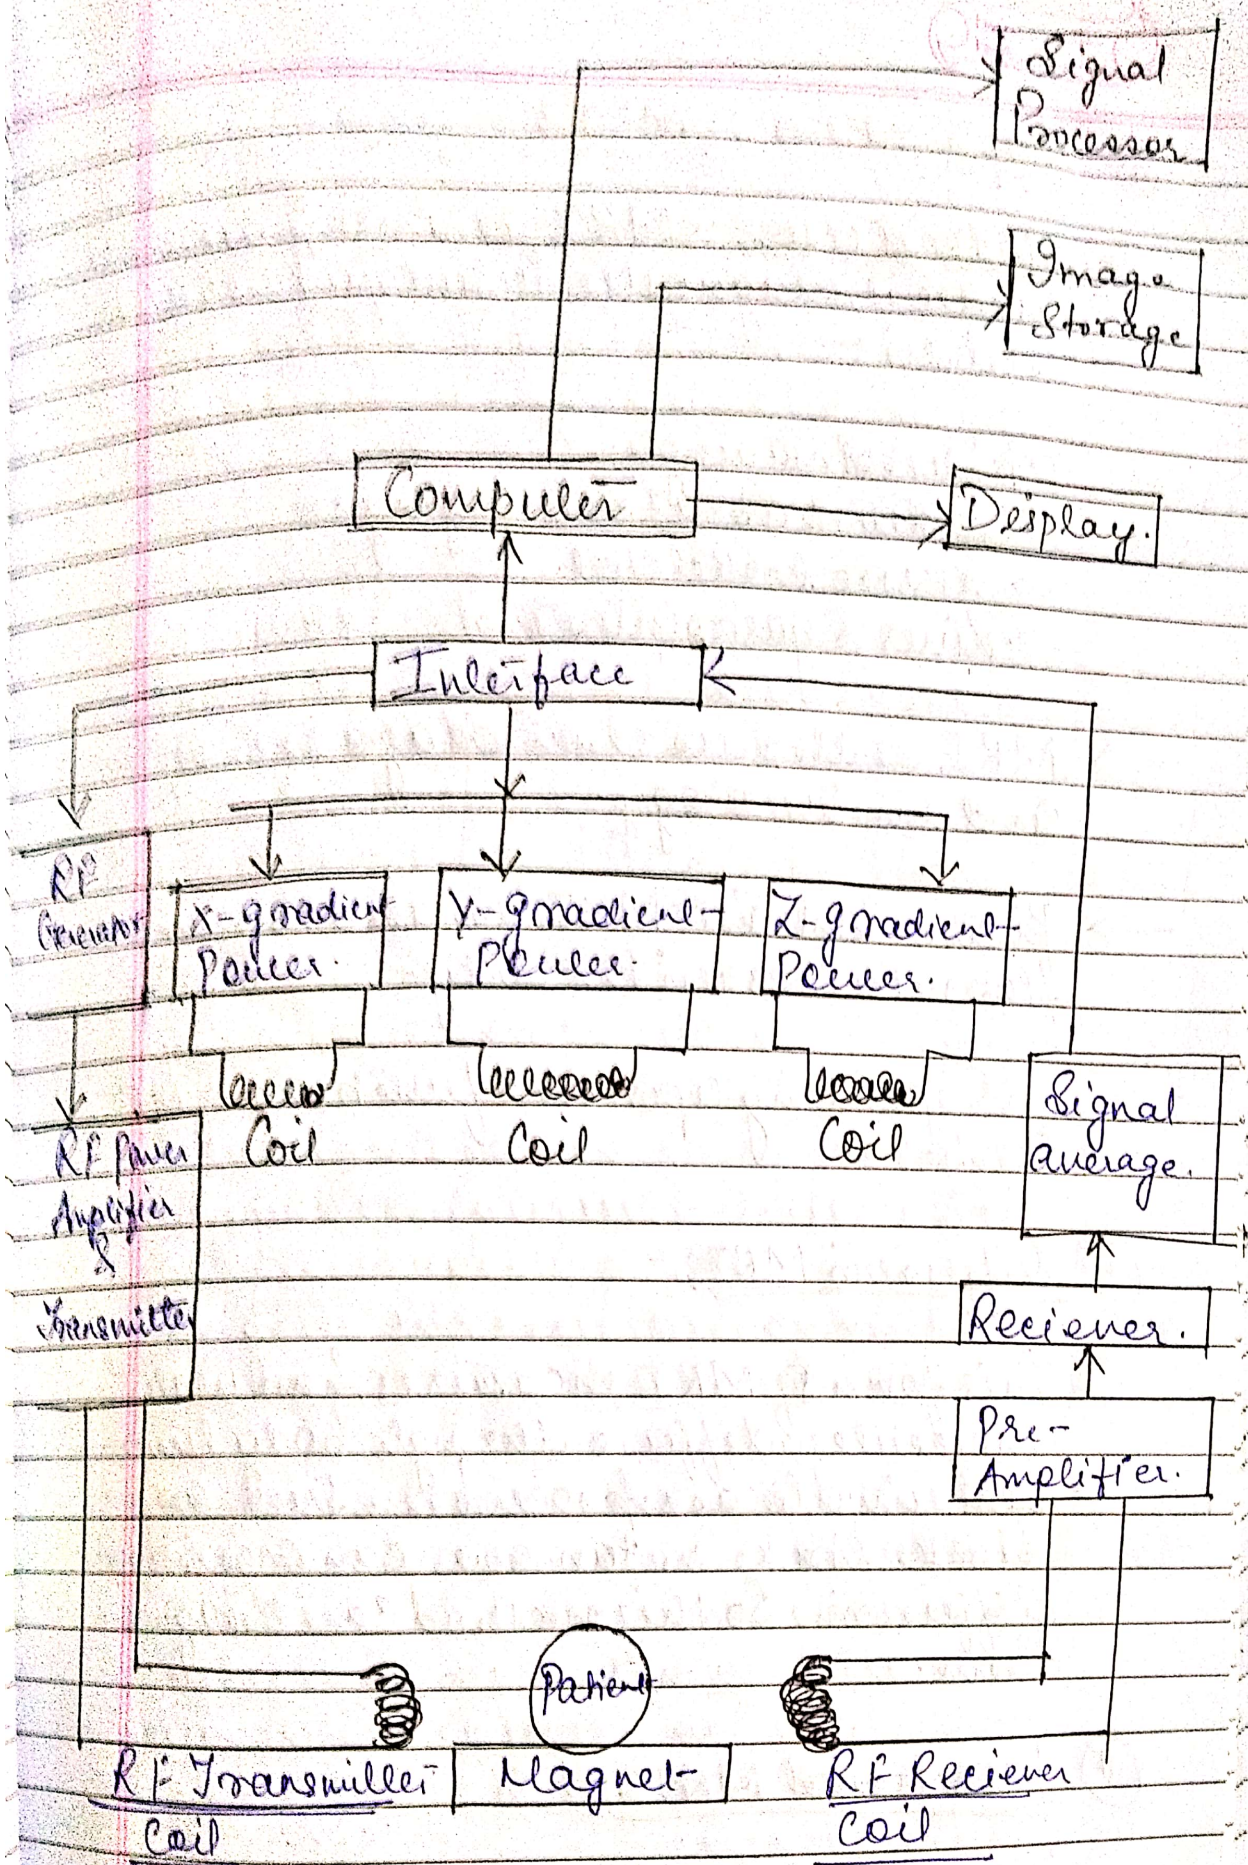 Signal
Processor
Image
Storage
Computer
Display.
Interface
RF
Generator
X-gradient
Power.
Y-gradient
Power.
Z-gradient
Power.
Coil
Coil
Coil
Signal
average.
RF Power
Amplifier
&
Transmitter
Reciever.
Pre-
Amplifier.
Patient
RF Transmitter
Coil
Magnet
RF Reciever
Coil